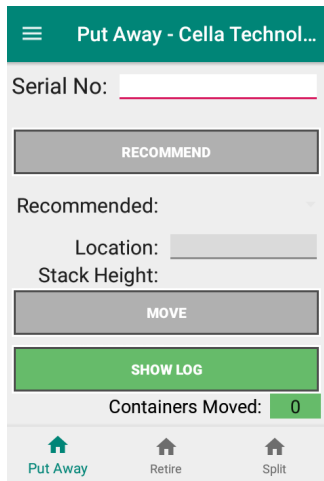 Put Away - Cella Technol...
Serial No:
RECOMMEND
Recommended:
Location:
Stack Height:
MOVE
SHOW LOG
Containers Moved: 0
Put Away Retire Split